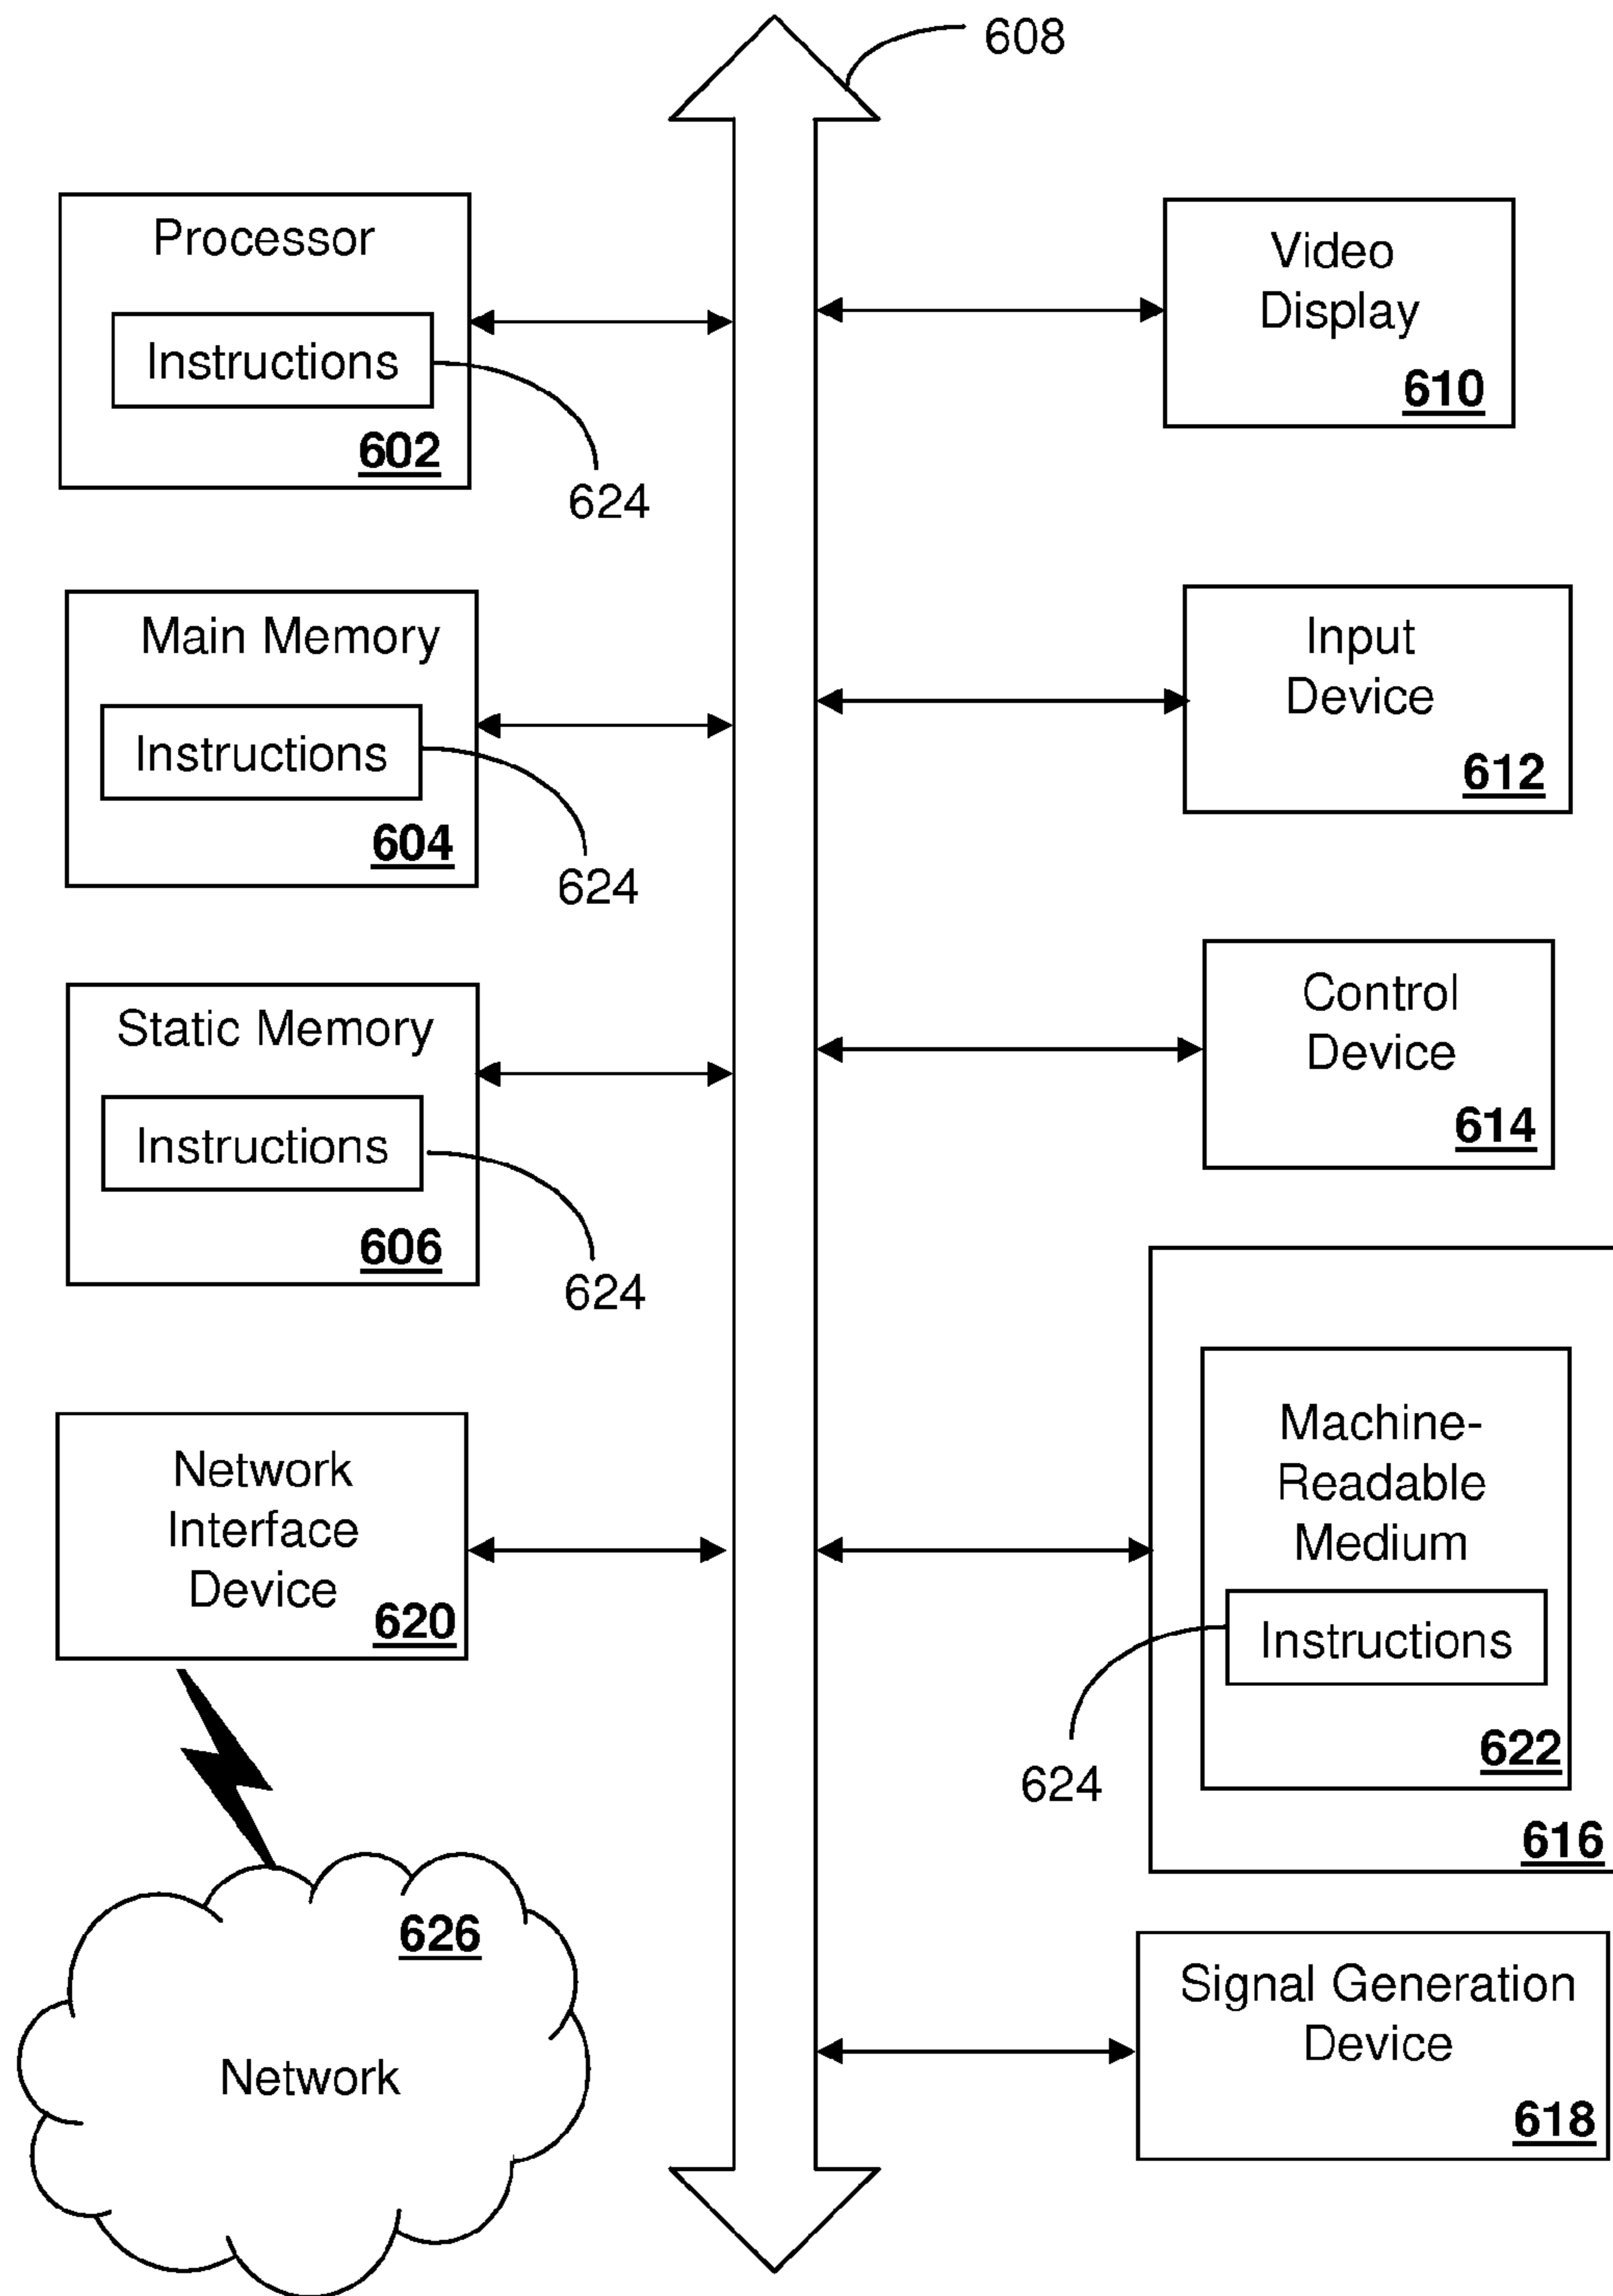 608
Processor
Instructions
602
624
Main Memory
Instructions
604
624
Static Memory
Instructions
606
624
Network
Interface
Device
620
626
Network
Video
Display
610
Input
Device
612
Control
Device
614
Machine-
Readable
Medium
Instructions
622
624
616
Signal Generation
Device
618